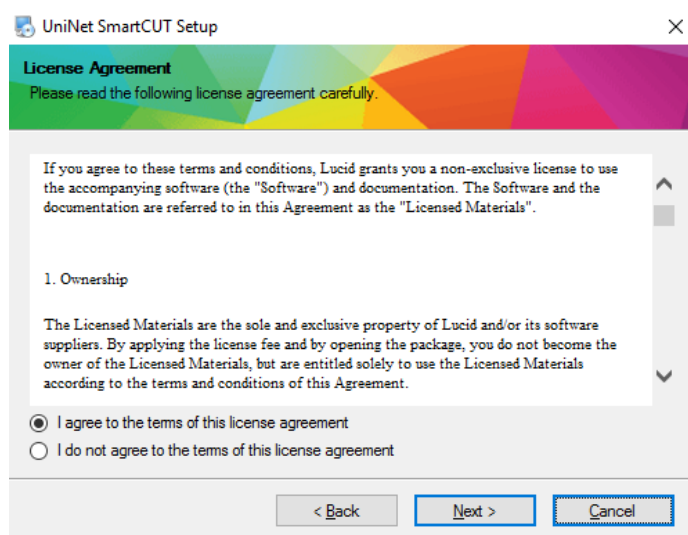 UniNet SmartCUT Setup
License Agreement
Please read the following license agreement carefully.
If you agree to these terms and conditions, Lucid grants you a non-exclusive license to use
the accompanying software (the "Software") and documentation. The Software and the
documentation are referred to in this Agreement as the "Licensed Materials".
1. Ownership
The Licensed Materials are the sole and exclusive property of Lucid and/or its software
suppliers. By applying the license fee and by opening the package, you do not become the
owner of the Licensed Materials, but are entitled solely to use the Licensed Materials
according to the terms and conditions of this Agreement.
I agree to the terms of this license agreement
I do not agree to the terms of this license agreement
< Back Next > Cancel